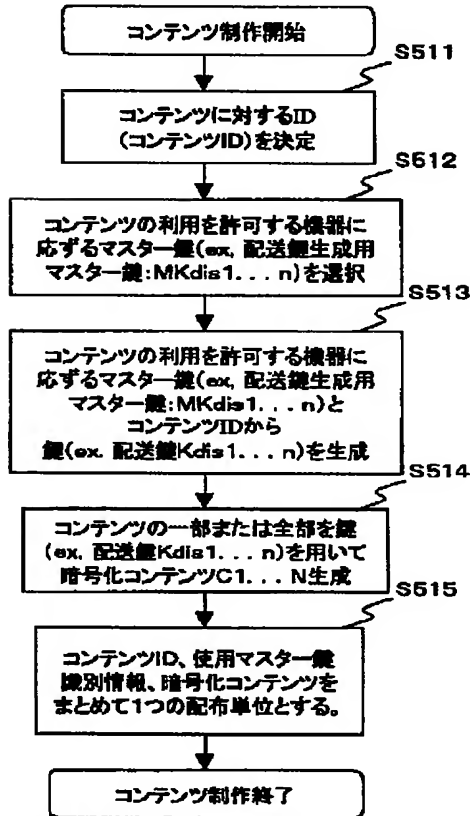 コンテンツ制作開始
S511
コンテンツに対するID
(コンテンツID)を決定
S512
コンテンツの利用を許可する機器に
応ずるマスター鍵(ex, 配送鍵生成用
マスター鍵:MKdis1. . . n)を選択
S513
コンテンツの利用を許可する機器に
応ずるマスター鍵(ex, 配送鍵生成用
マスター鍵:MKdis1. . . n)と
コンテンツIDから
鍵(ex. 配送鍵Kdis1. . . n)を生成
S514
コンテンツの一部または全部を鍵
(ex, 配送鍵Kdis1. . . n)を用いて
暗号化コンテンツC1. . . N生成
S515
コンテンツID、使用マスター鍵
識別情報、暗号化コンテンツを
まとめて1つの配布単位とする。
コンテンツ制作終了